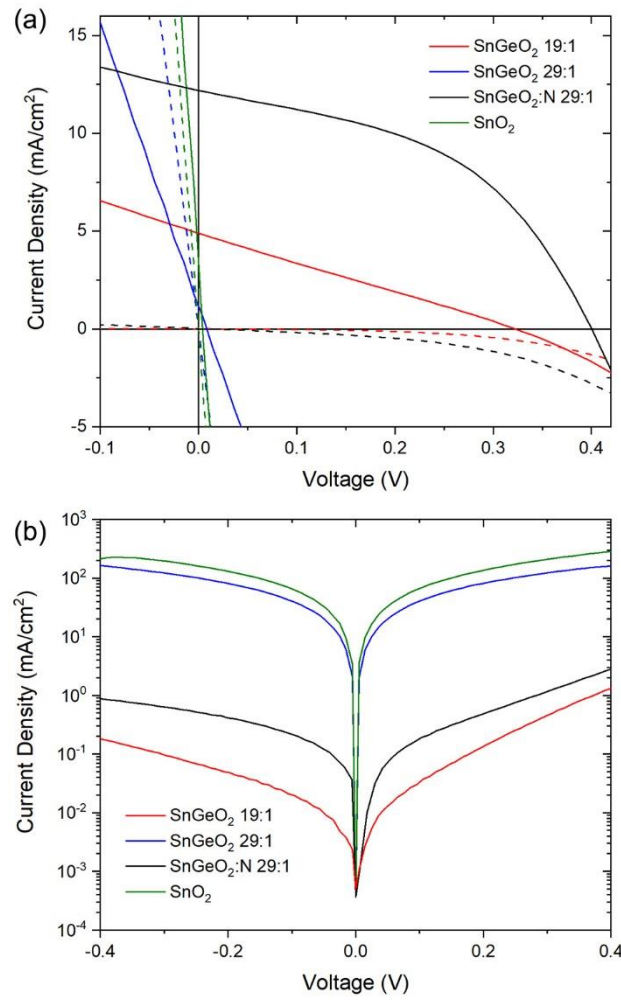 (a)
SnGeO₂ 19:1
SnGeO₂ 29:1
SnGeO₂:N 29:1
SnO₂
15
10
5
0
-5
Current Density (mA/cm²)
-0.1 0.0 0.1 0.2 0.3 0.4
Voltage (V)
(b)
10³
10²
10¹
10⁰
10⁻¹
10⁻²
10⁻³
10⁻⁴
Current Density (mA/cm²)
SnGeO₂ 19:1
SnGeO₂ 29:1
SnGeO₂:N 29:1
SnO₂
-0.4 -0.2 0.0 0.2 0.4
Voltage (V)